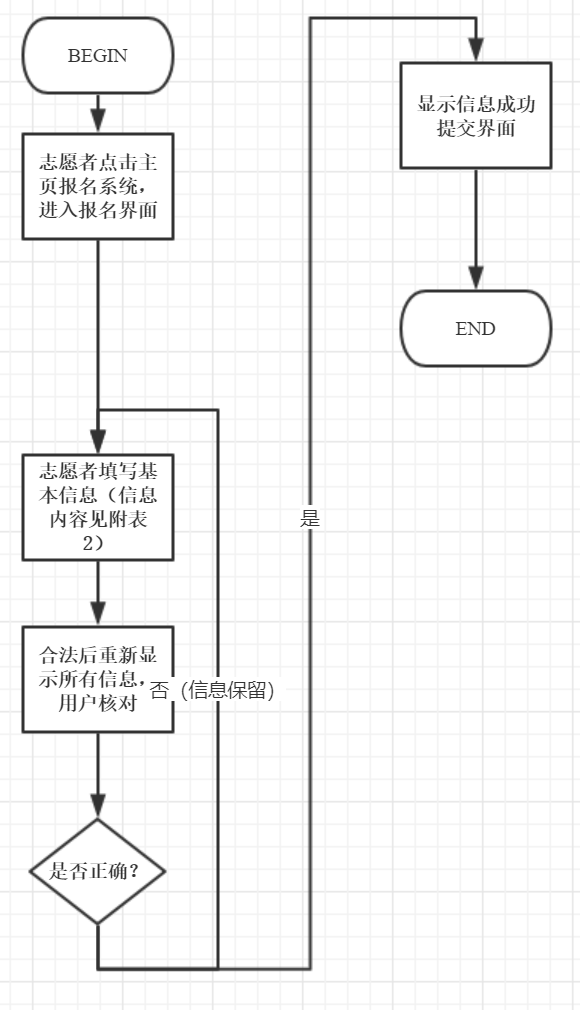 BEGIN
志愿者点击主
页报名系统，
进入报名界面
志愿者填写基
本信息（信息
内容见附表
2）
合法后重新显
示所有信息，
用户核对
否（信息保留）
是否正确？
是
显示信息成功
提交界面
END